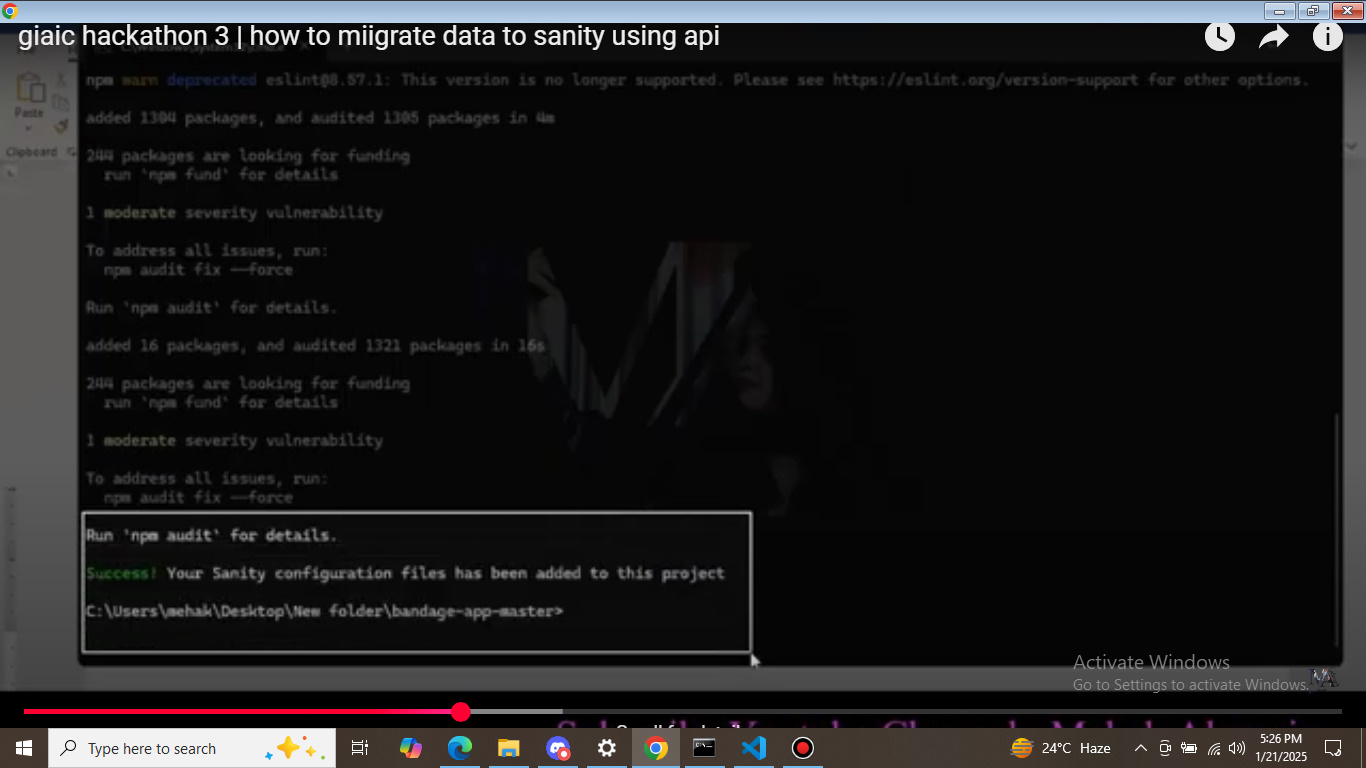 giaic hackathon 3 | how to miigrate data to sanity using api
npm warn deprecated eslint@8.57.1: This version is no longer supported. Please see https://eslint.org/version-support for other options.
Paste
added 1304 packages, and audited 1305 packages in 4m
Clipboard
244 packages are looking for funding
run `npm fund` for details
1 moderate severity vulnerability
To address all issues, run:
npm audit fix --force
Run `npm audit` for details.
added 16 packages, and audited 1321 packages in 16s
244 packages are looking for funding
run `npm fund` for details
1 moderate severity vulnerability
To address all issues, run:
npm audit fix --force
Run `npm audit` for details.
Success! Your Sanity configuration files has been added to this project
C:\Users\mehak\Desktop\New folder\bandage-app-master>
Activate Windows
Go to Settings to activate Windows.
Type here to search
24°C Haze
5:26 PM
1/21/2025